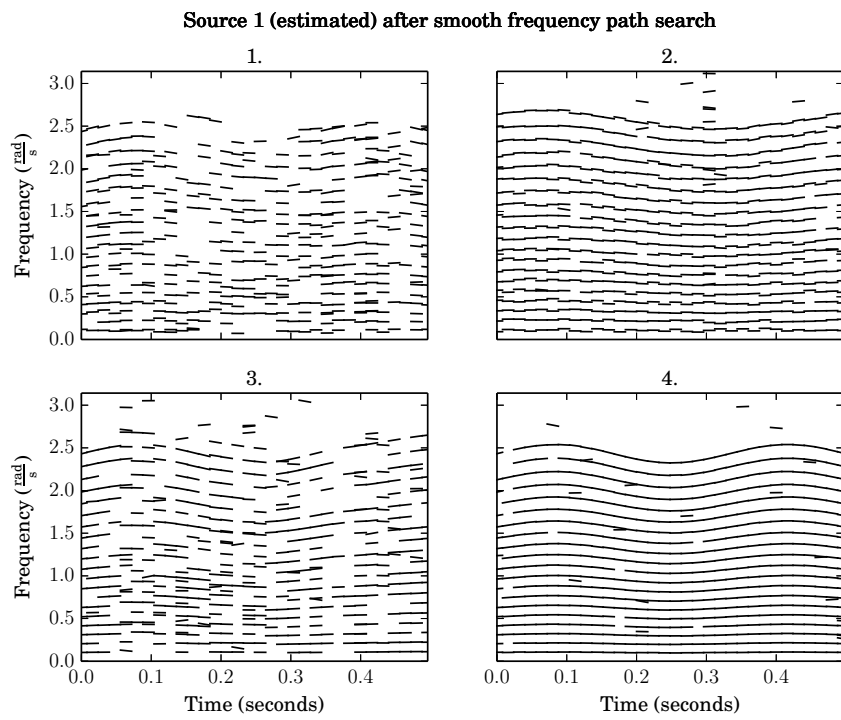 Source 1 (estimated) after smooth frequency path search
1.
2.
3.0
2.5
2.0
1.5
1.0
0.5
0.0
Frequency (rad/s)
3.
4.
3.0
2.5
2.0
1.5
1.0
0.5
0.0
Frequency (rad/s)
0.0 0.1 0.2 0.3 0.4
0.0 0.1 0.2 0.3 0.4
Time (seconds)
Time (seconds)